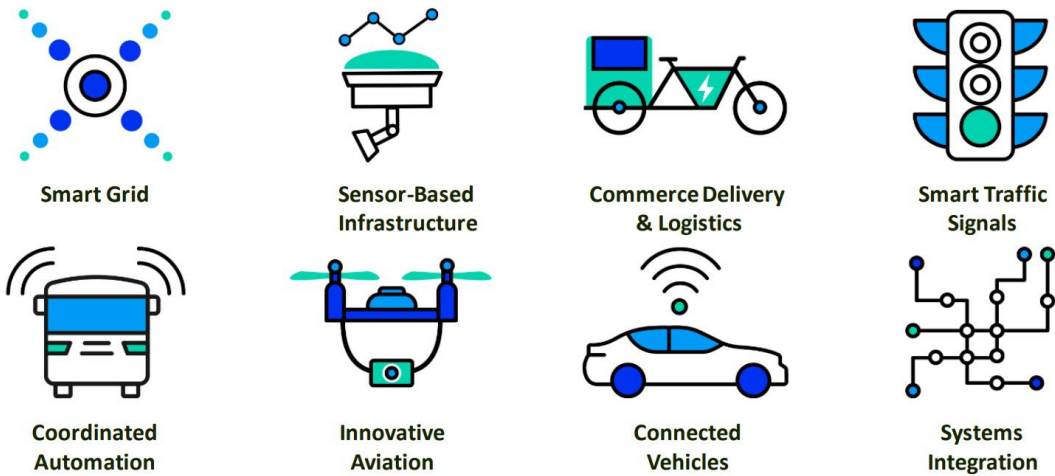 Smart Grid
Sensor-Based
Infrastructure
Commerce Delivery
& Logistics
Smart Traffic
Signals
Coordinated
Automation
Innovative
Aviation
Connected
Vehicles
Systems
Integration